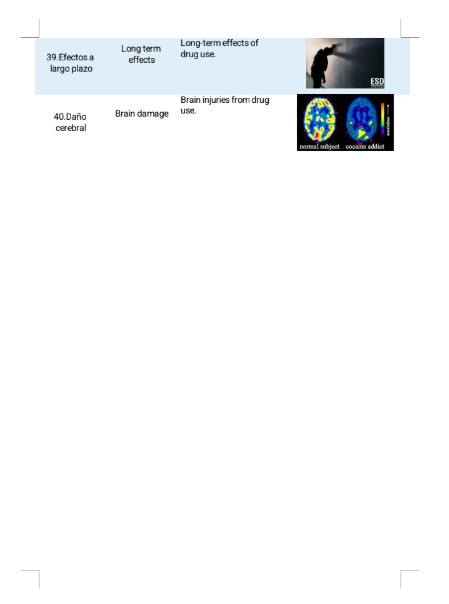 39.Efectos a
largo plazo
Long term
effects
Long-term effects of
drug use.
ESD
40.Daño
cerebral
Brain damage
Brain injuries from drug
use.
normal subject
cocaine addict